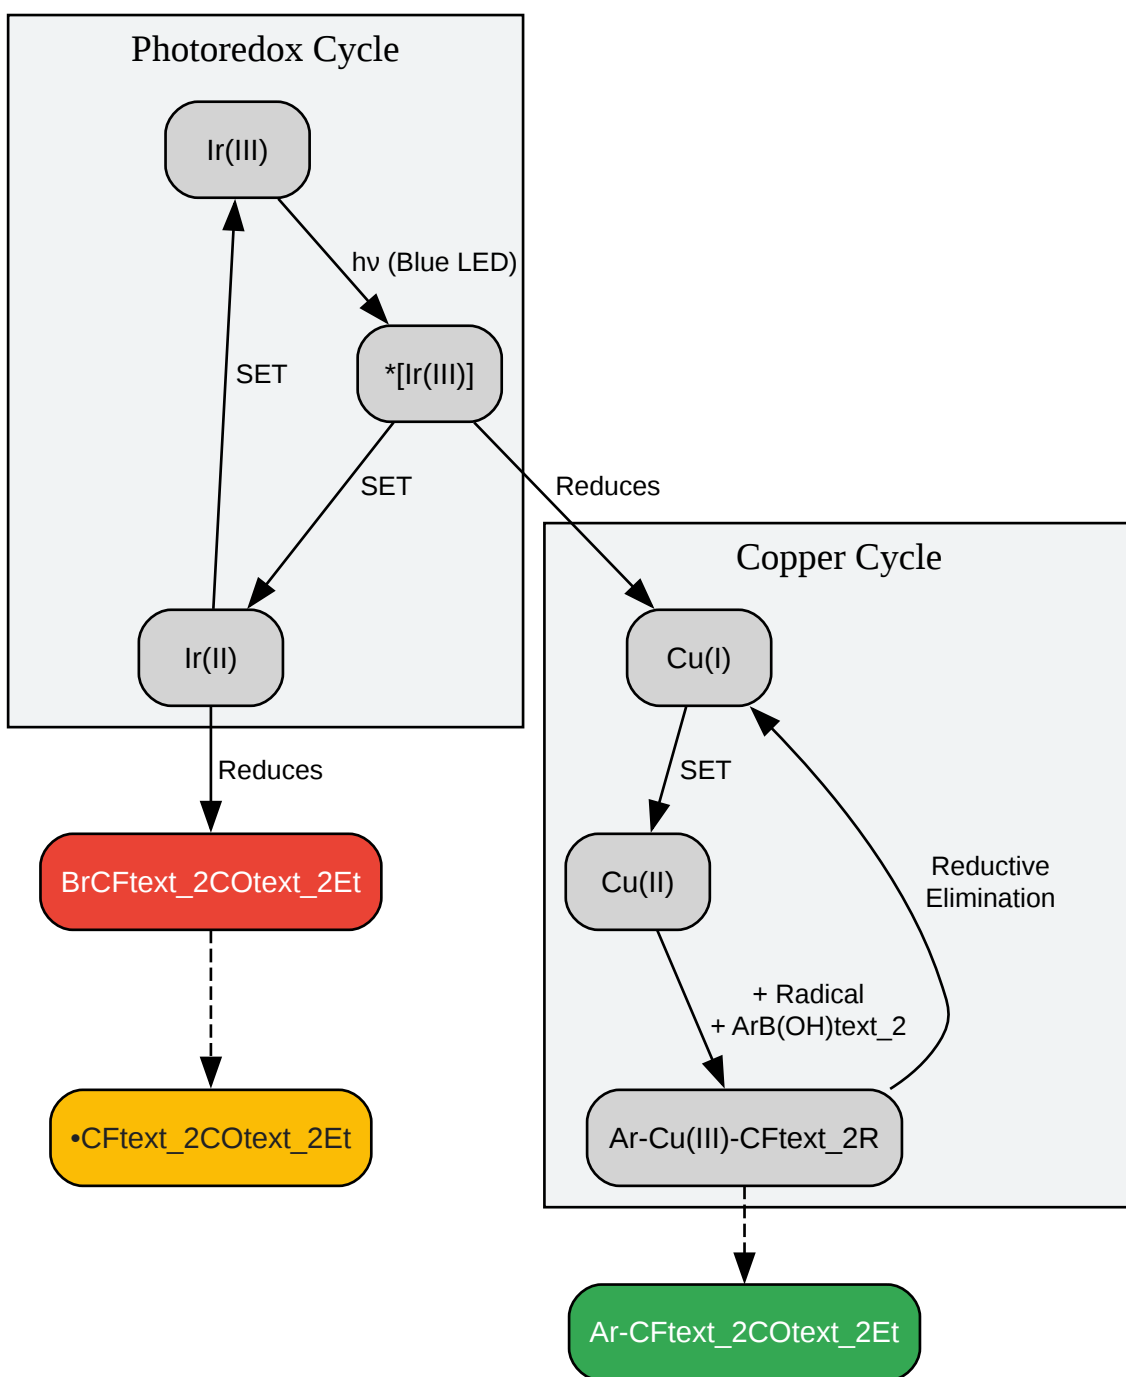 Photoredox Cycle
Ir(III)
hν (Blue LED)
*[Ir(III)]
SET
SET
Reduces
Copper Cycle
Ir(II)
Cu(I)
Reduces
SET
BrCFtext_2COtext_2Et
Cu(II)
Reductive
Elimination
+ Radical
+ ArB(OH)text_2
•CFtext_2COtext_2Et
Ar-Cu(III)-CFtext_2R
Ar-CFtext_2COtext_2Et